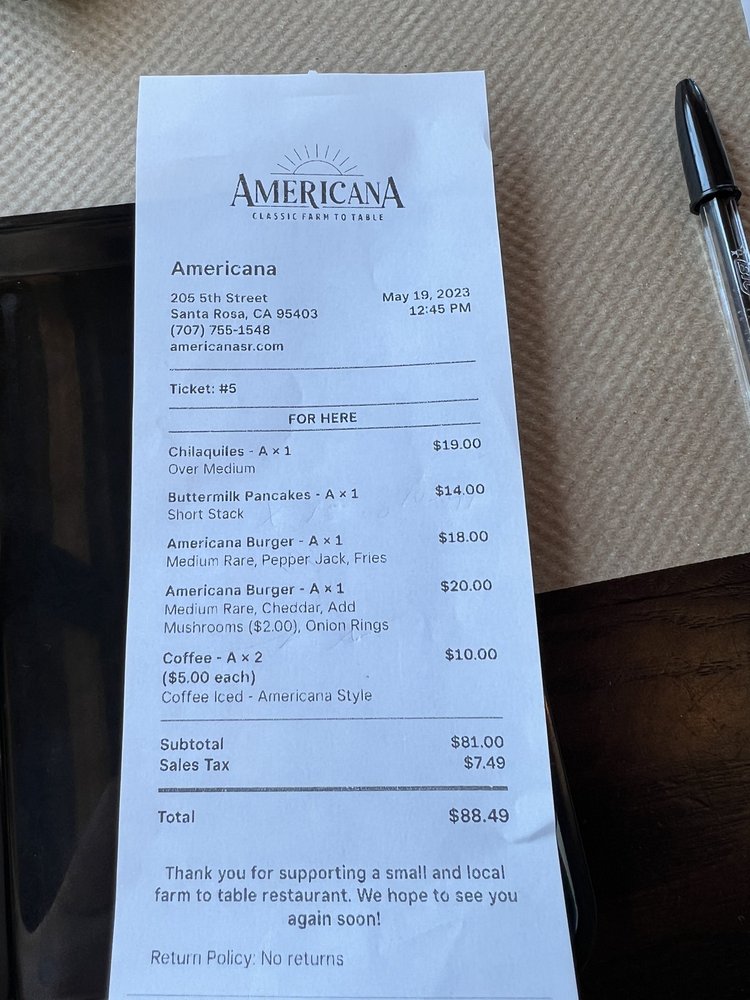 AMERICANA
CLASSIC FARM TO TABLE
Americana
205 5th Street
May 19, 2023
Santa Rosa, CA 95403
12:45 PM
(707) 755-1548
americanasr.com
Ticket: #5
FOR HERE
Chilaquiles - A x 1 $19.00
Over Medium
Buttermilk Pancakes - A x 1 $14.00
Short Stack
Americana Burger - A x 1 $18.00
Medium Rare, Pepper Jack, Fries
Americana Burger - A x 1 $20.00
Medium Rare, Cheddar, Add
Mushrooms ($2.00), Onion Rings
Coffee - A x 2 $10.00
($5.00 each)
Coffee Iced - Americana Style
Subtotal $81.00
Sales Tax $7.49
Total $88.49
Thank you for supporting a small and local
farm to table restaurant. We hope to see you
again soon!
Return Policy: No returns